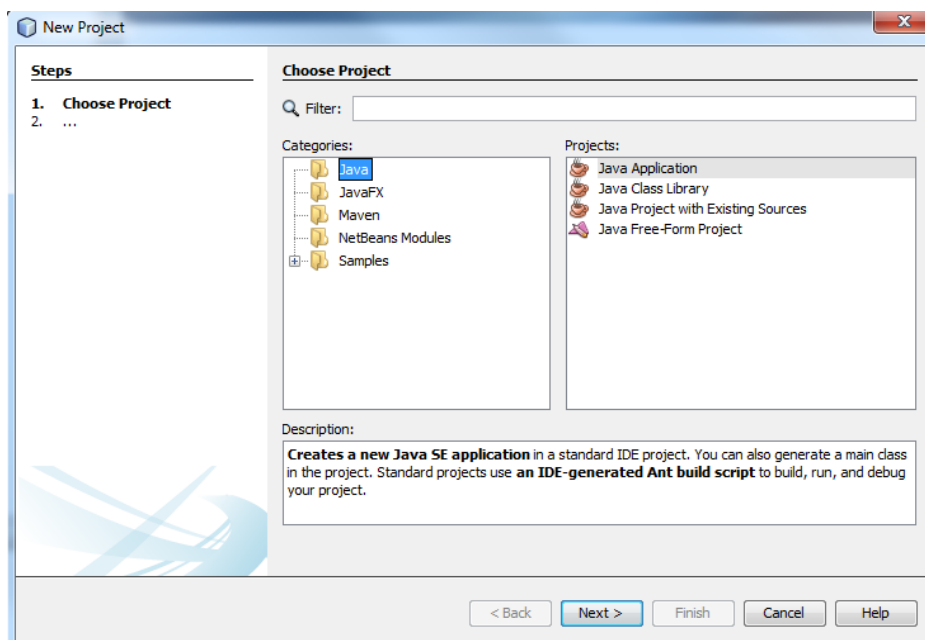 New Project
Steps
1. Choose Project
2. ...
Choose Project
Filter:
Categories:
Java
JavaFX
Maven
NetBeans Modules
Samples
Projects:
Java Application
Java Class Library
Java Project with Existing Sources
Java Free-Form Project
Description:
Creates a new Java SE application in a standard IDE project. You can also generate a main class
in the project. Standard projects use an IDE-generated Ant build script to build, run, and debug
your project.
< Back
Next >
Finish
Cancel
Help